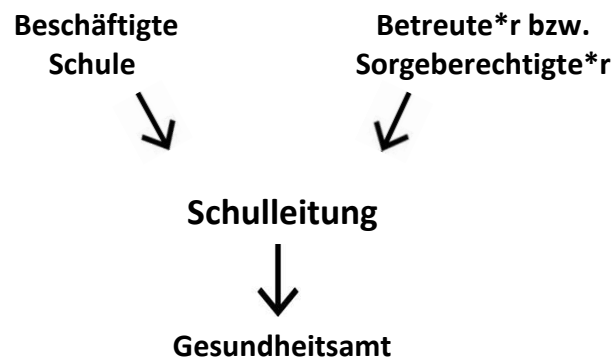 Beschäftigte
Schule
Betreute*r bzw.
Sorgeberechtigte*r
Schulleitung
Gesundheitsamt